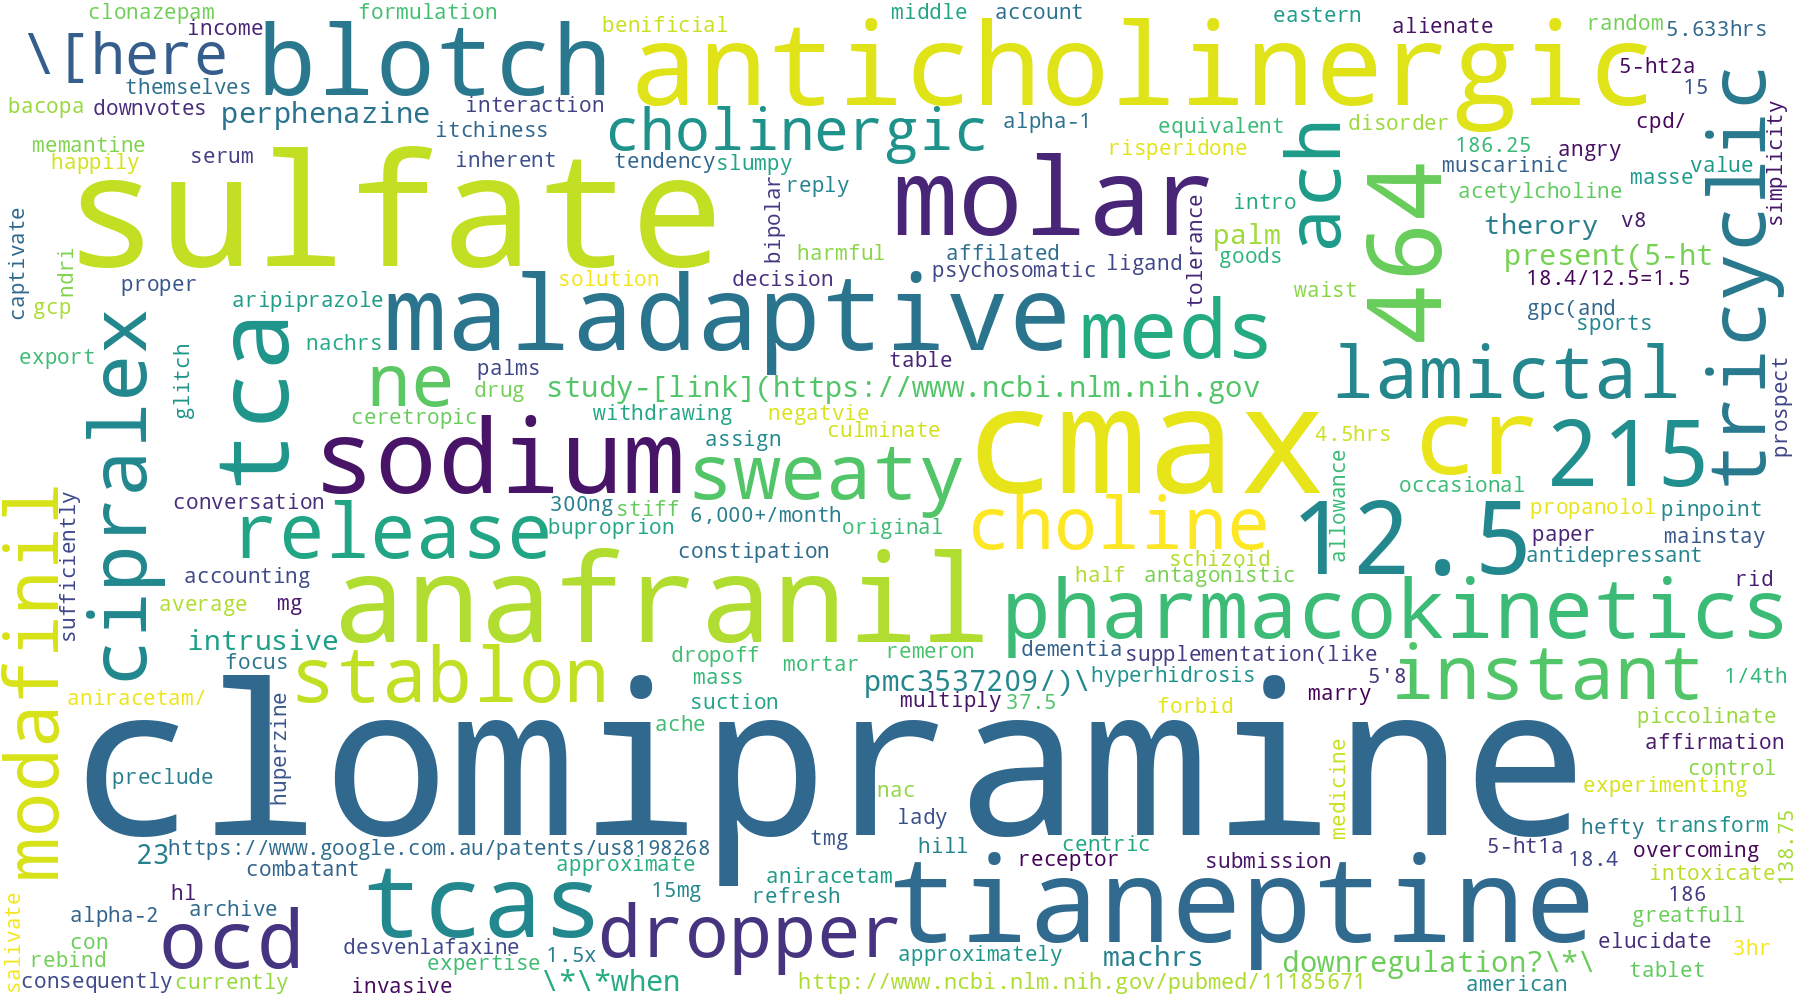 clonazepam formulation middle account eastern
income benificial alienate random 5.633hrs
\[here blotch anticholinergic 5-ht2a
themselves 15
bacopa downvotes perphenazine interaction cholinergic alpha-1 equivalent disorder cpd/ simplicity
itchiness tricyclic
memantine serum inherent tendency slumpy risperidone ach 186.25 angry
happily muscarinic value
sulfate bipolar reply molar tolerance intro 464 acetylcholine masse
captivate palm therory v8
ndri harmful affilated goods present(5-ht
proper solution decision psychosomatic ligand 18.4/12.5=1.5
gcp aripiprazole maladaptive meds waist gpc(and
cipralex tca nachrs sports
export glitch palms table lamictal prospect
ne drug study-[link](https://www.ncbi.nlm.nih.gov
ceretropic withdrawing negatvie cmax cr 215
sodium assign culminate 4.5hrs
sweaty allowance occasional
modafinil sufficiently conversation 300ng stiff 6,000+/month choline 12.5 propanolol pinpoint
release buproprion original paper mainstay
constipation schizoid antidepressant
accounting anafranil half antagonistic rid
average mg pharmacokinetics
intrusive dementia supplementation(like
focus stablon dropoff mortar remeron instant
mass pmc3537209/)\ hyperhidrosis 5'8 1/4th
aniracetam/ huperzine suction multiply 37.5 forbid marry
ache piccolinate
clomipramine medicine affirmation
preclude control
nac experimenting
lady 138.75
23 https://www.google.com.au/patents/us8198268 tmg hill centric 5-ht1a hefty transform
combatant approximate receptor submission 18.4 overcoming
tcas aniracetam tianeptine intoxicate
hl 15mg refresh 186
salivate alpha-2 archive ocd dropper greatfull
con desvenlafaxine elucidate
rebind expertise 1.5x approximately machrs downregulation?\*\ 3hr
consequently currently invasive \*\*when http://www.ncbi.nlm.nih.gov/pubmed/11185671 american tablet